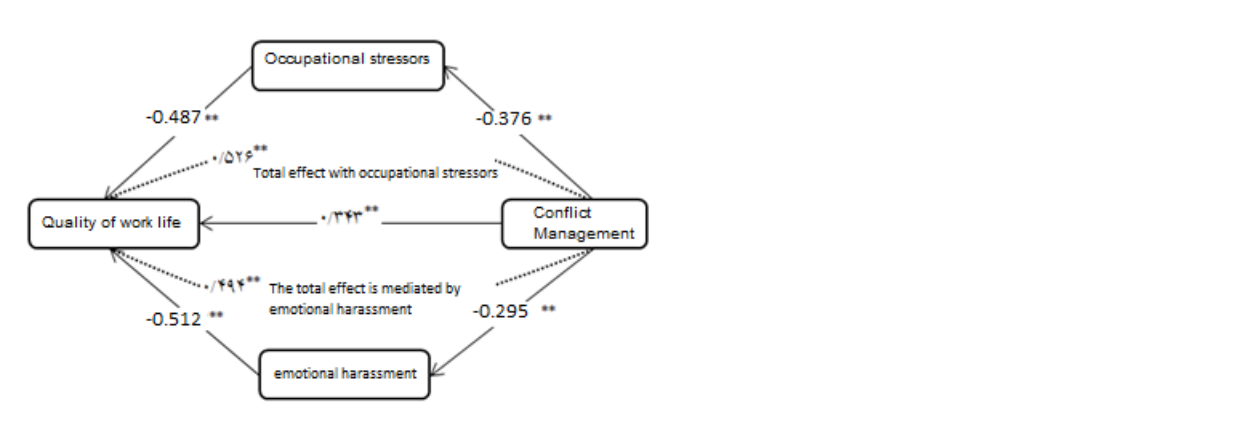 Occupational stressors
-0.487 **
-0.376 **
۰/۵۲۶**
Total effect with occupational stressors
Quality of work life
۰/۳۴۳**
Conflict
Management
۰/۴۹۴**
The total effect is mediated by
emotional harassment
-0.512 **
-0.295 **
emotional harassment